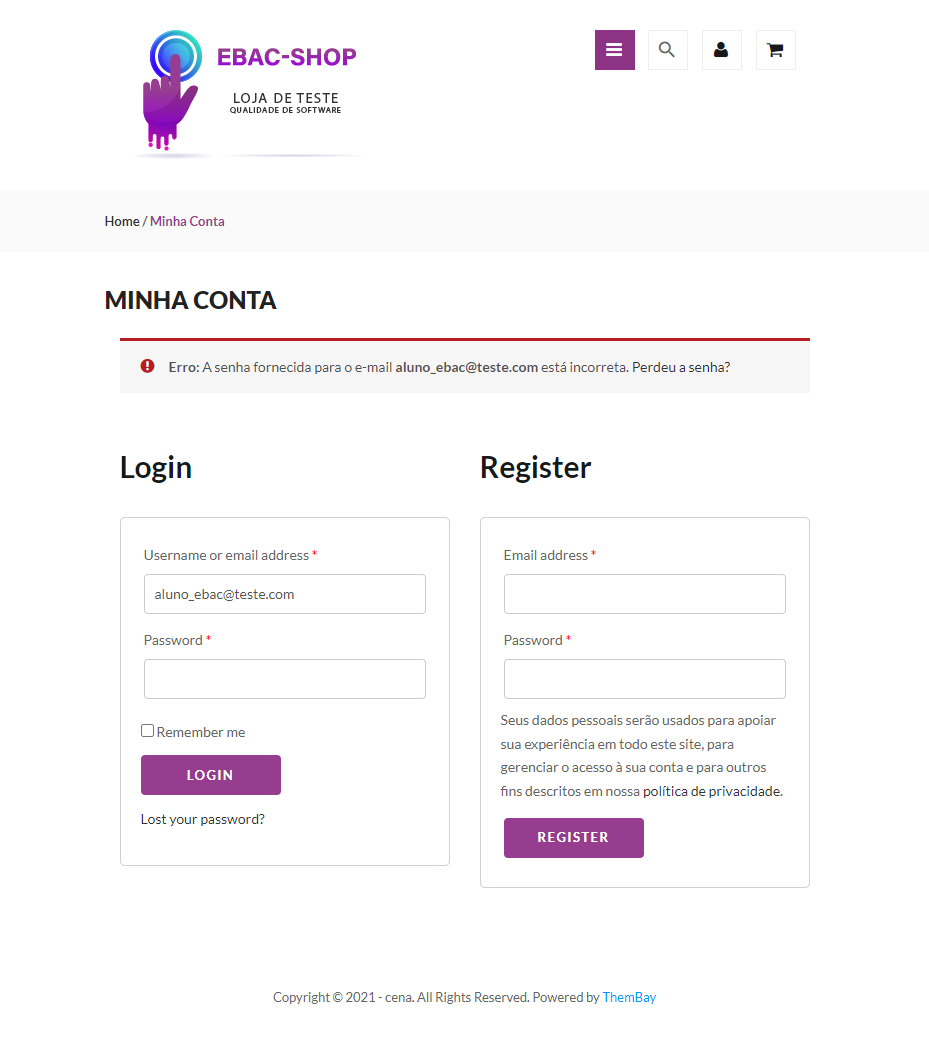 EBAC-SHOP
LOJA DE TESTE
QUALIDADE DE SOFTWARE
Home / Minha Conta
MINHA CONTA
Erro: A senha fornecida para o e-mail aluno_ebac@teste.com está incorreta. Perdeu a senha?
Login
Username or email address *
aluno_ebac@teste.com
Password *
Remember me
LOGIN
Lost your password?
Register
Email address *
Password *
Seus dados pessoais serão usados para apoiar
sua experiência em todo este site, para
gerenciar o acesso à sua conta e para outros
fins descritos em nossa política de privacidade.
REGISTER
Copyright © 2021 - cena. All Rights Reserved. Powered by ThemBay